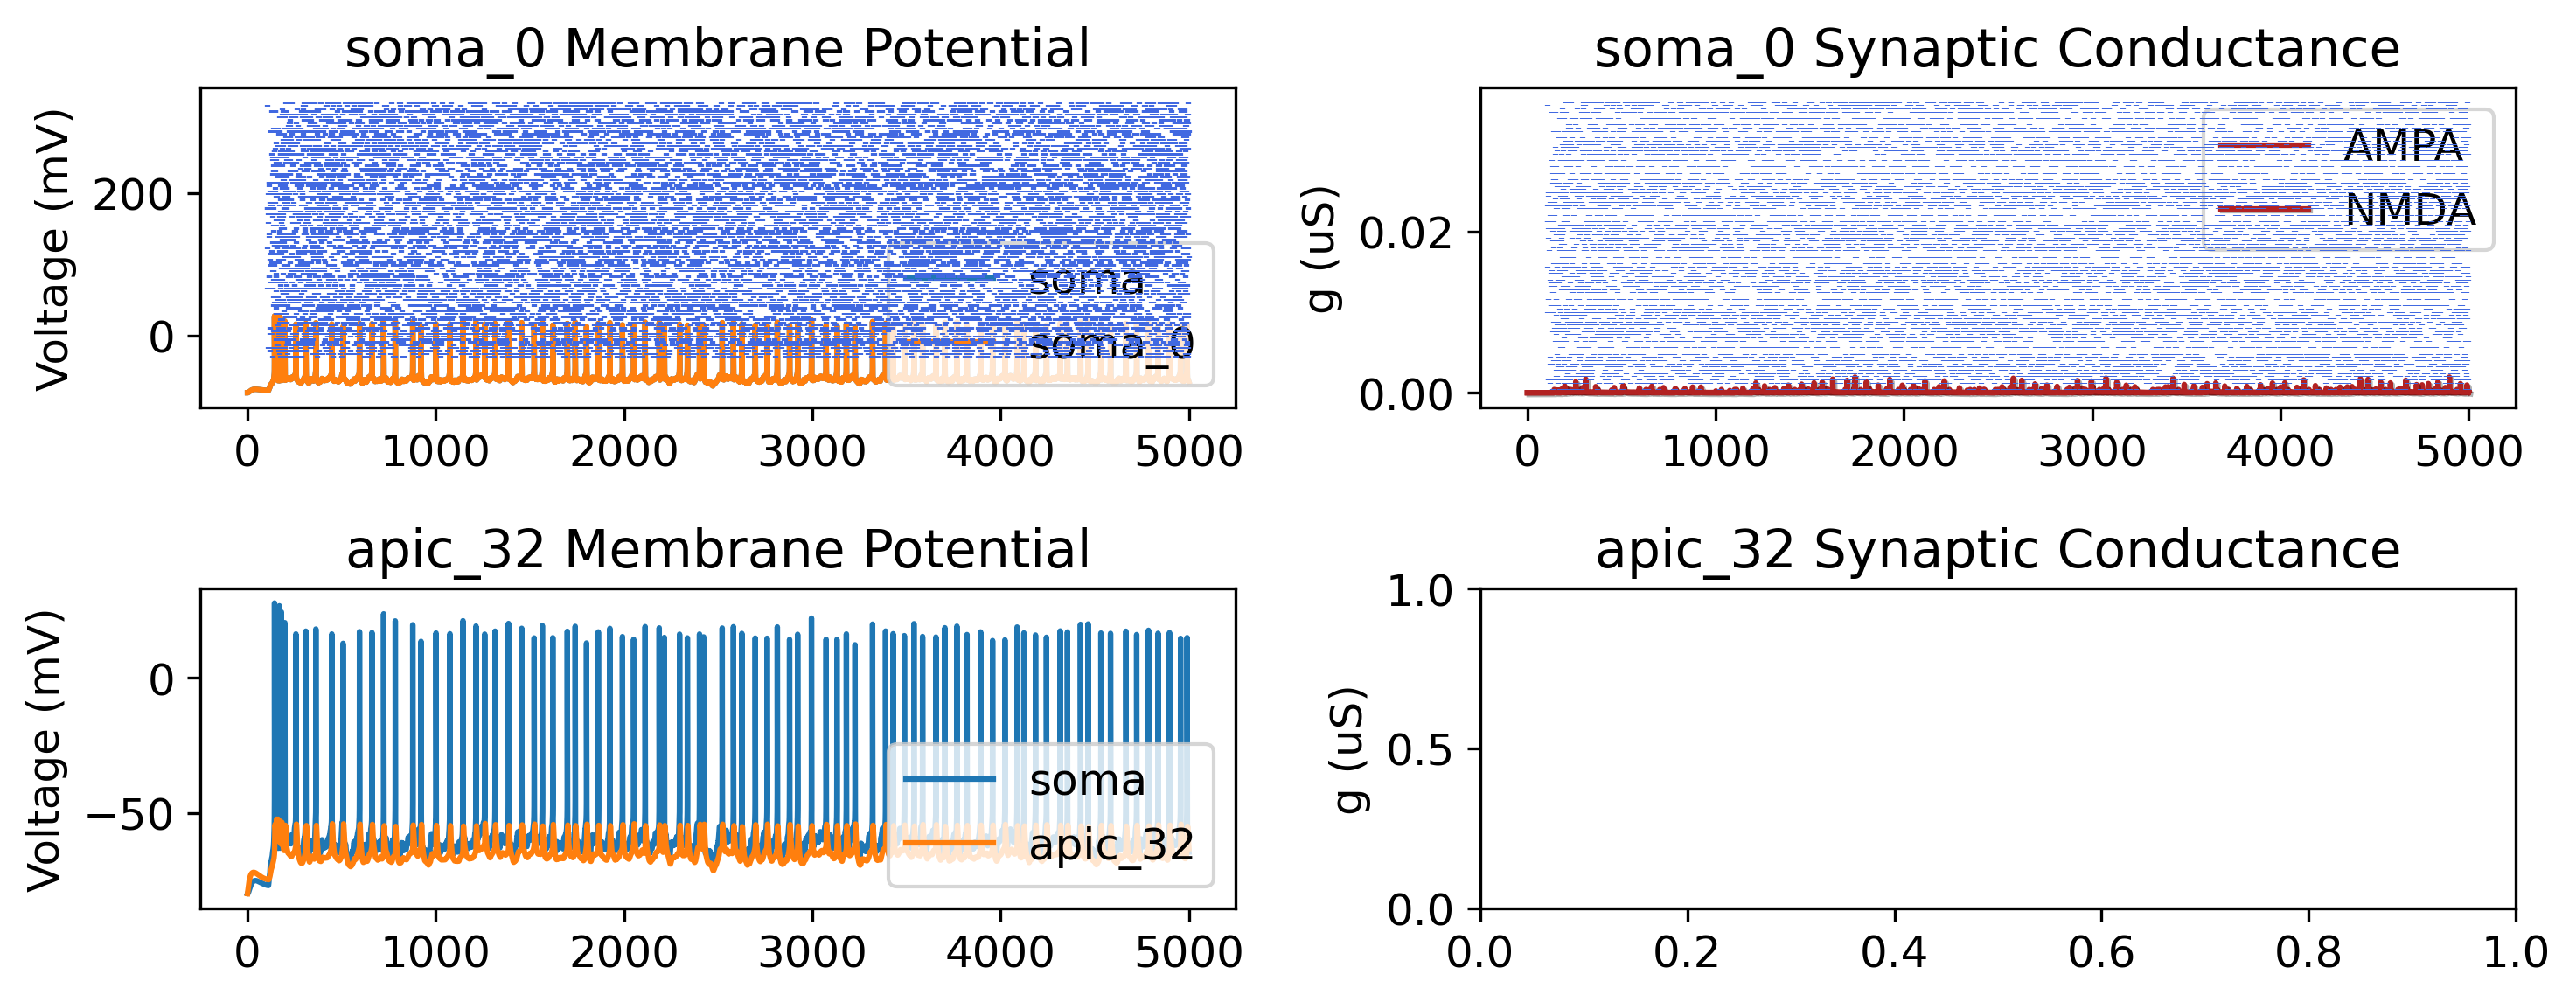 soma_0 Membrane Potential
Voltage (mV)
200
0
soma
soma_0
0 1000 2000 3000 4000 5000
soma_0 Synaptic Conductance
g (uS)
0.02
0.00
AMPA
NMDA
0 1000 2000 3000 4000 5000
apic_32 Membrane Potential
Voltage (mV)
0
−50
soma
apic_32
0 1000 2000 3000 4000 5000
apic_32 Synaptic Conductance
g (uS)
1.0
0.5
0.0
0.0 0.2 0.4 0.6 0.8 1.0